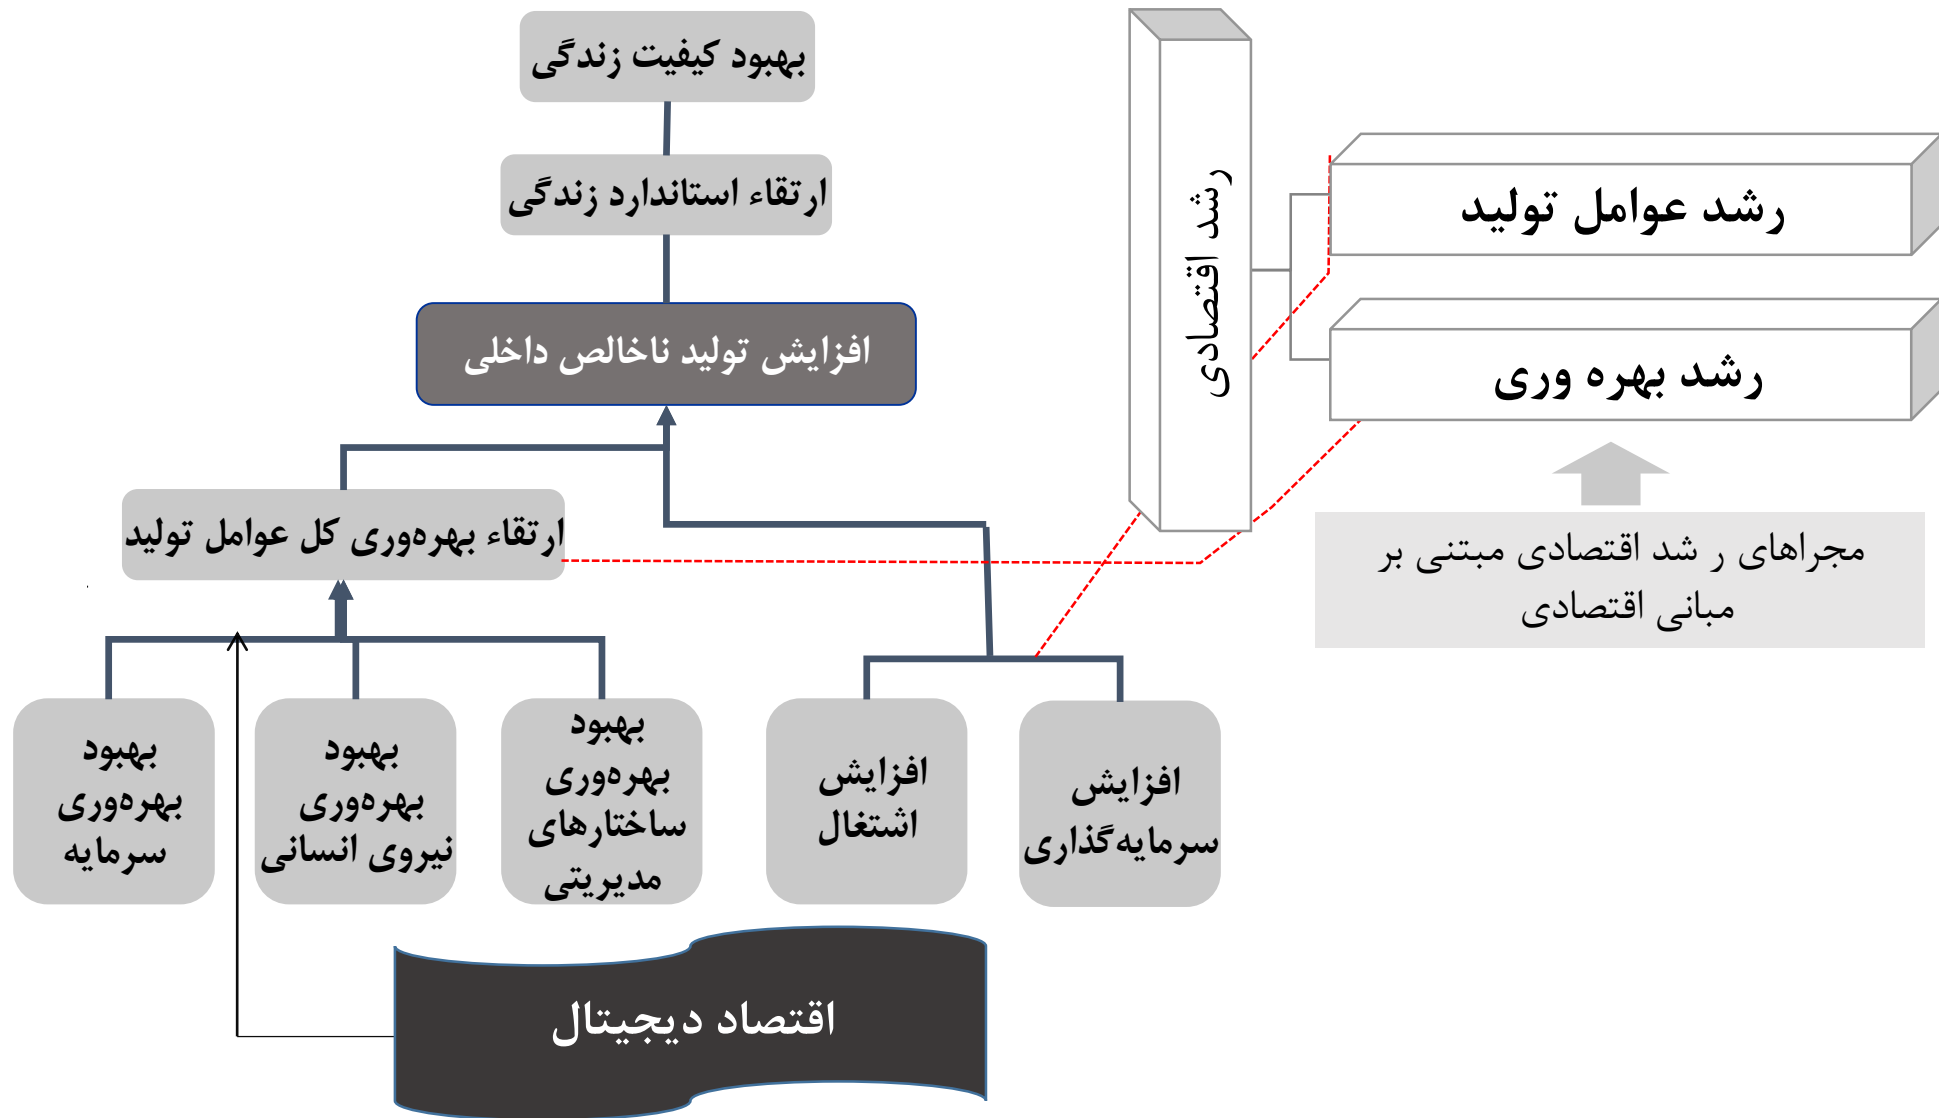 بهبود کیفیت زندگی
ارتقاء استاندارد زندگی
افزایش تولید ناخالص داخلی
ارتقاء بهره‌وری کل عوامل تولید
رشد اقتصادی
رشد عوامل تولید
رشد بهره وری
مجراهای ر شد اقتصادی مبتنی بر
مبانی اقتصادی
افزایش
سرمایه‌گذاری
افزایش
اشتغال
بهبود
بهره‌وری
ساختارهای
مدیریتی
بهبود
بهره‌وری
نیروی انسانی
بهبود
بهره‌وری
سرمایه
اقتصاد دیجیتال